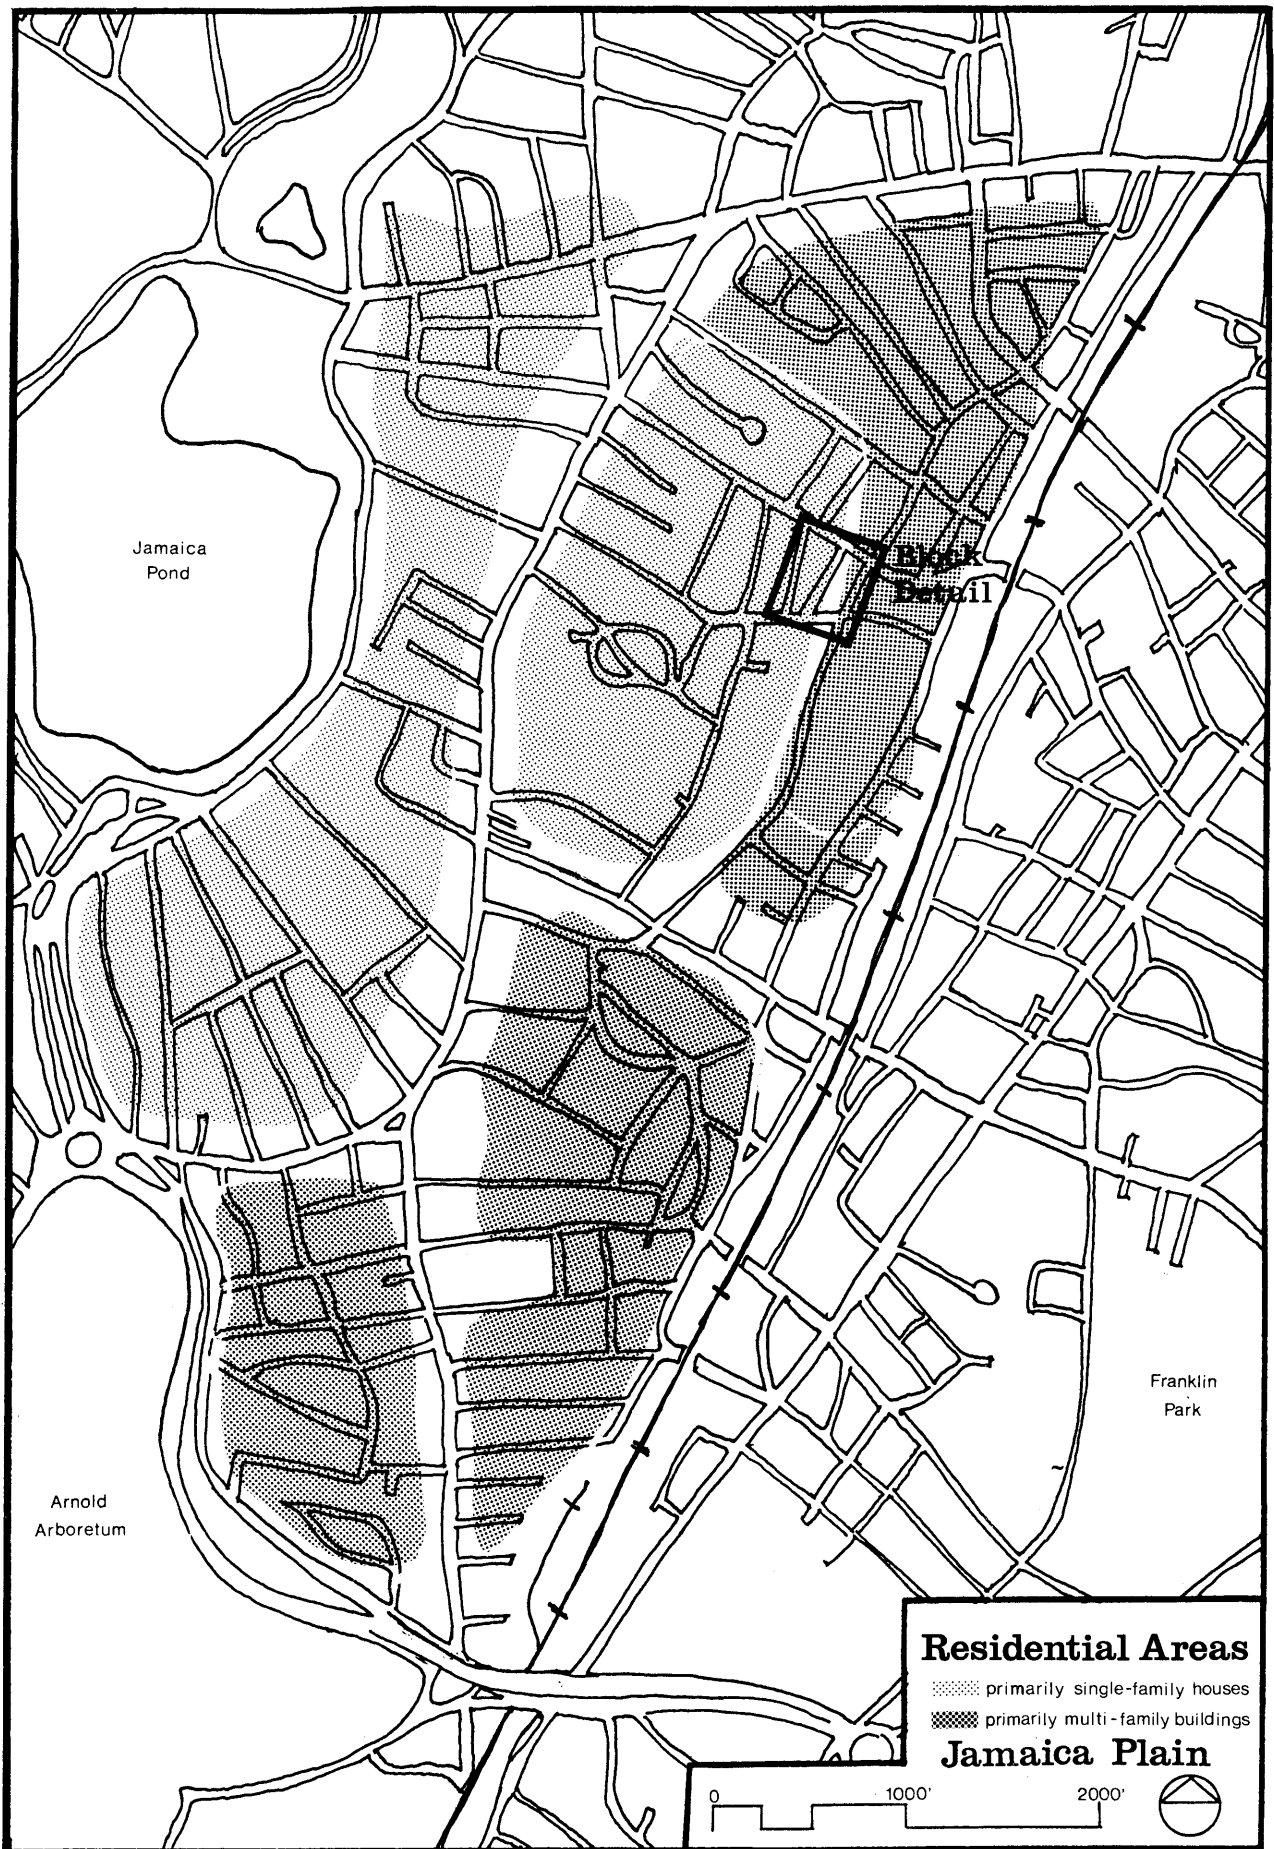 Jamaica
Pond
Block
Detail
Franklin
Park
Arnold
Arboretum
Residential Areas
primarily single-family houses
primarily multi-family buildings
Jamaica Plain
0 1000' 2000'